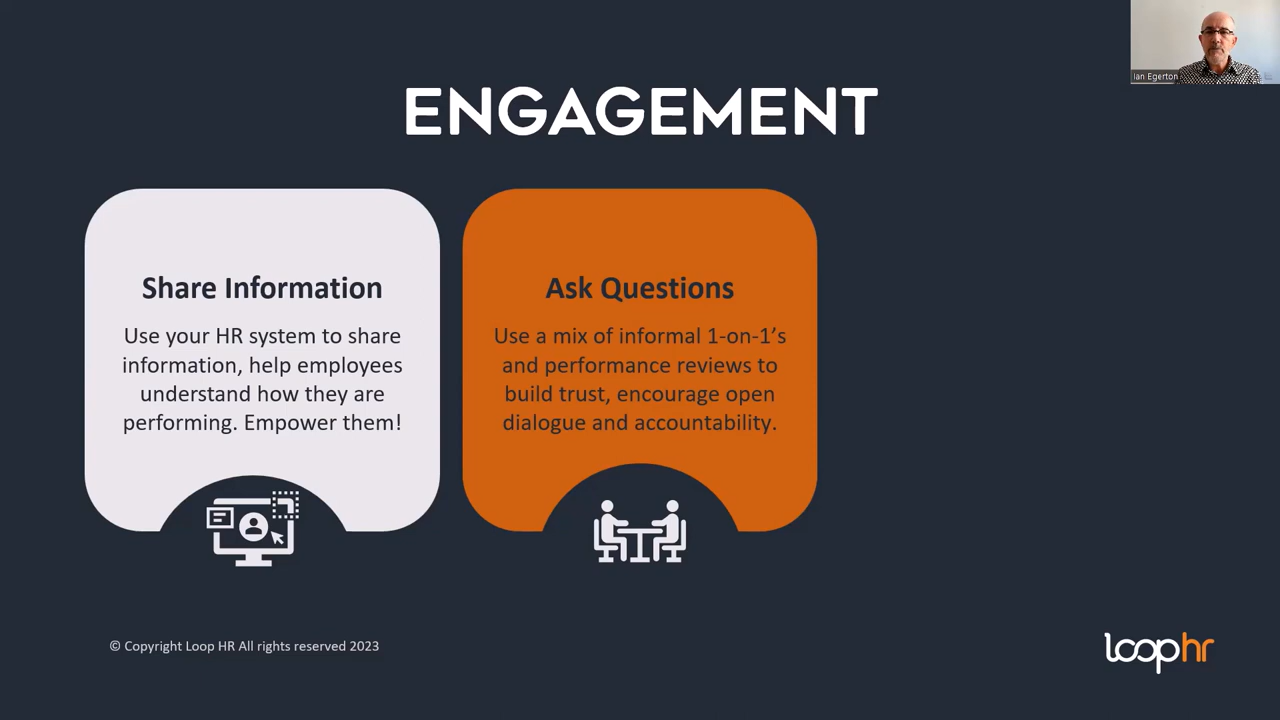 Ian Egerton
ENGAGEMENT
Share Information
Use your HR system to share
information, help employees
understand how they are
performing. Empower them!
Ask Questions
Use a mix of informal 1-on-1’s
and performance reviews to
build trust, encourage open
dialogue and accountability.
© Copyright Loop HR All rights reserved 2023
loophr